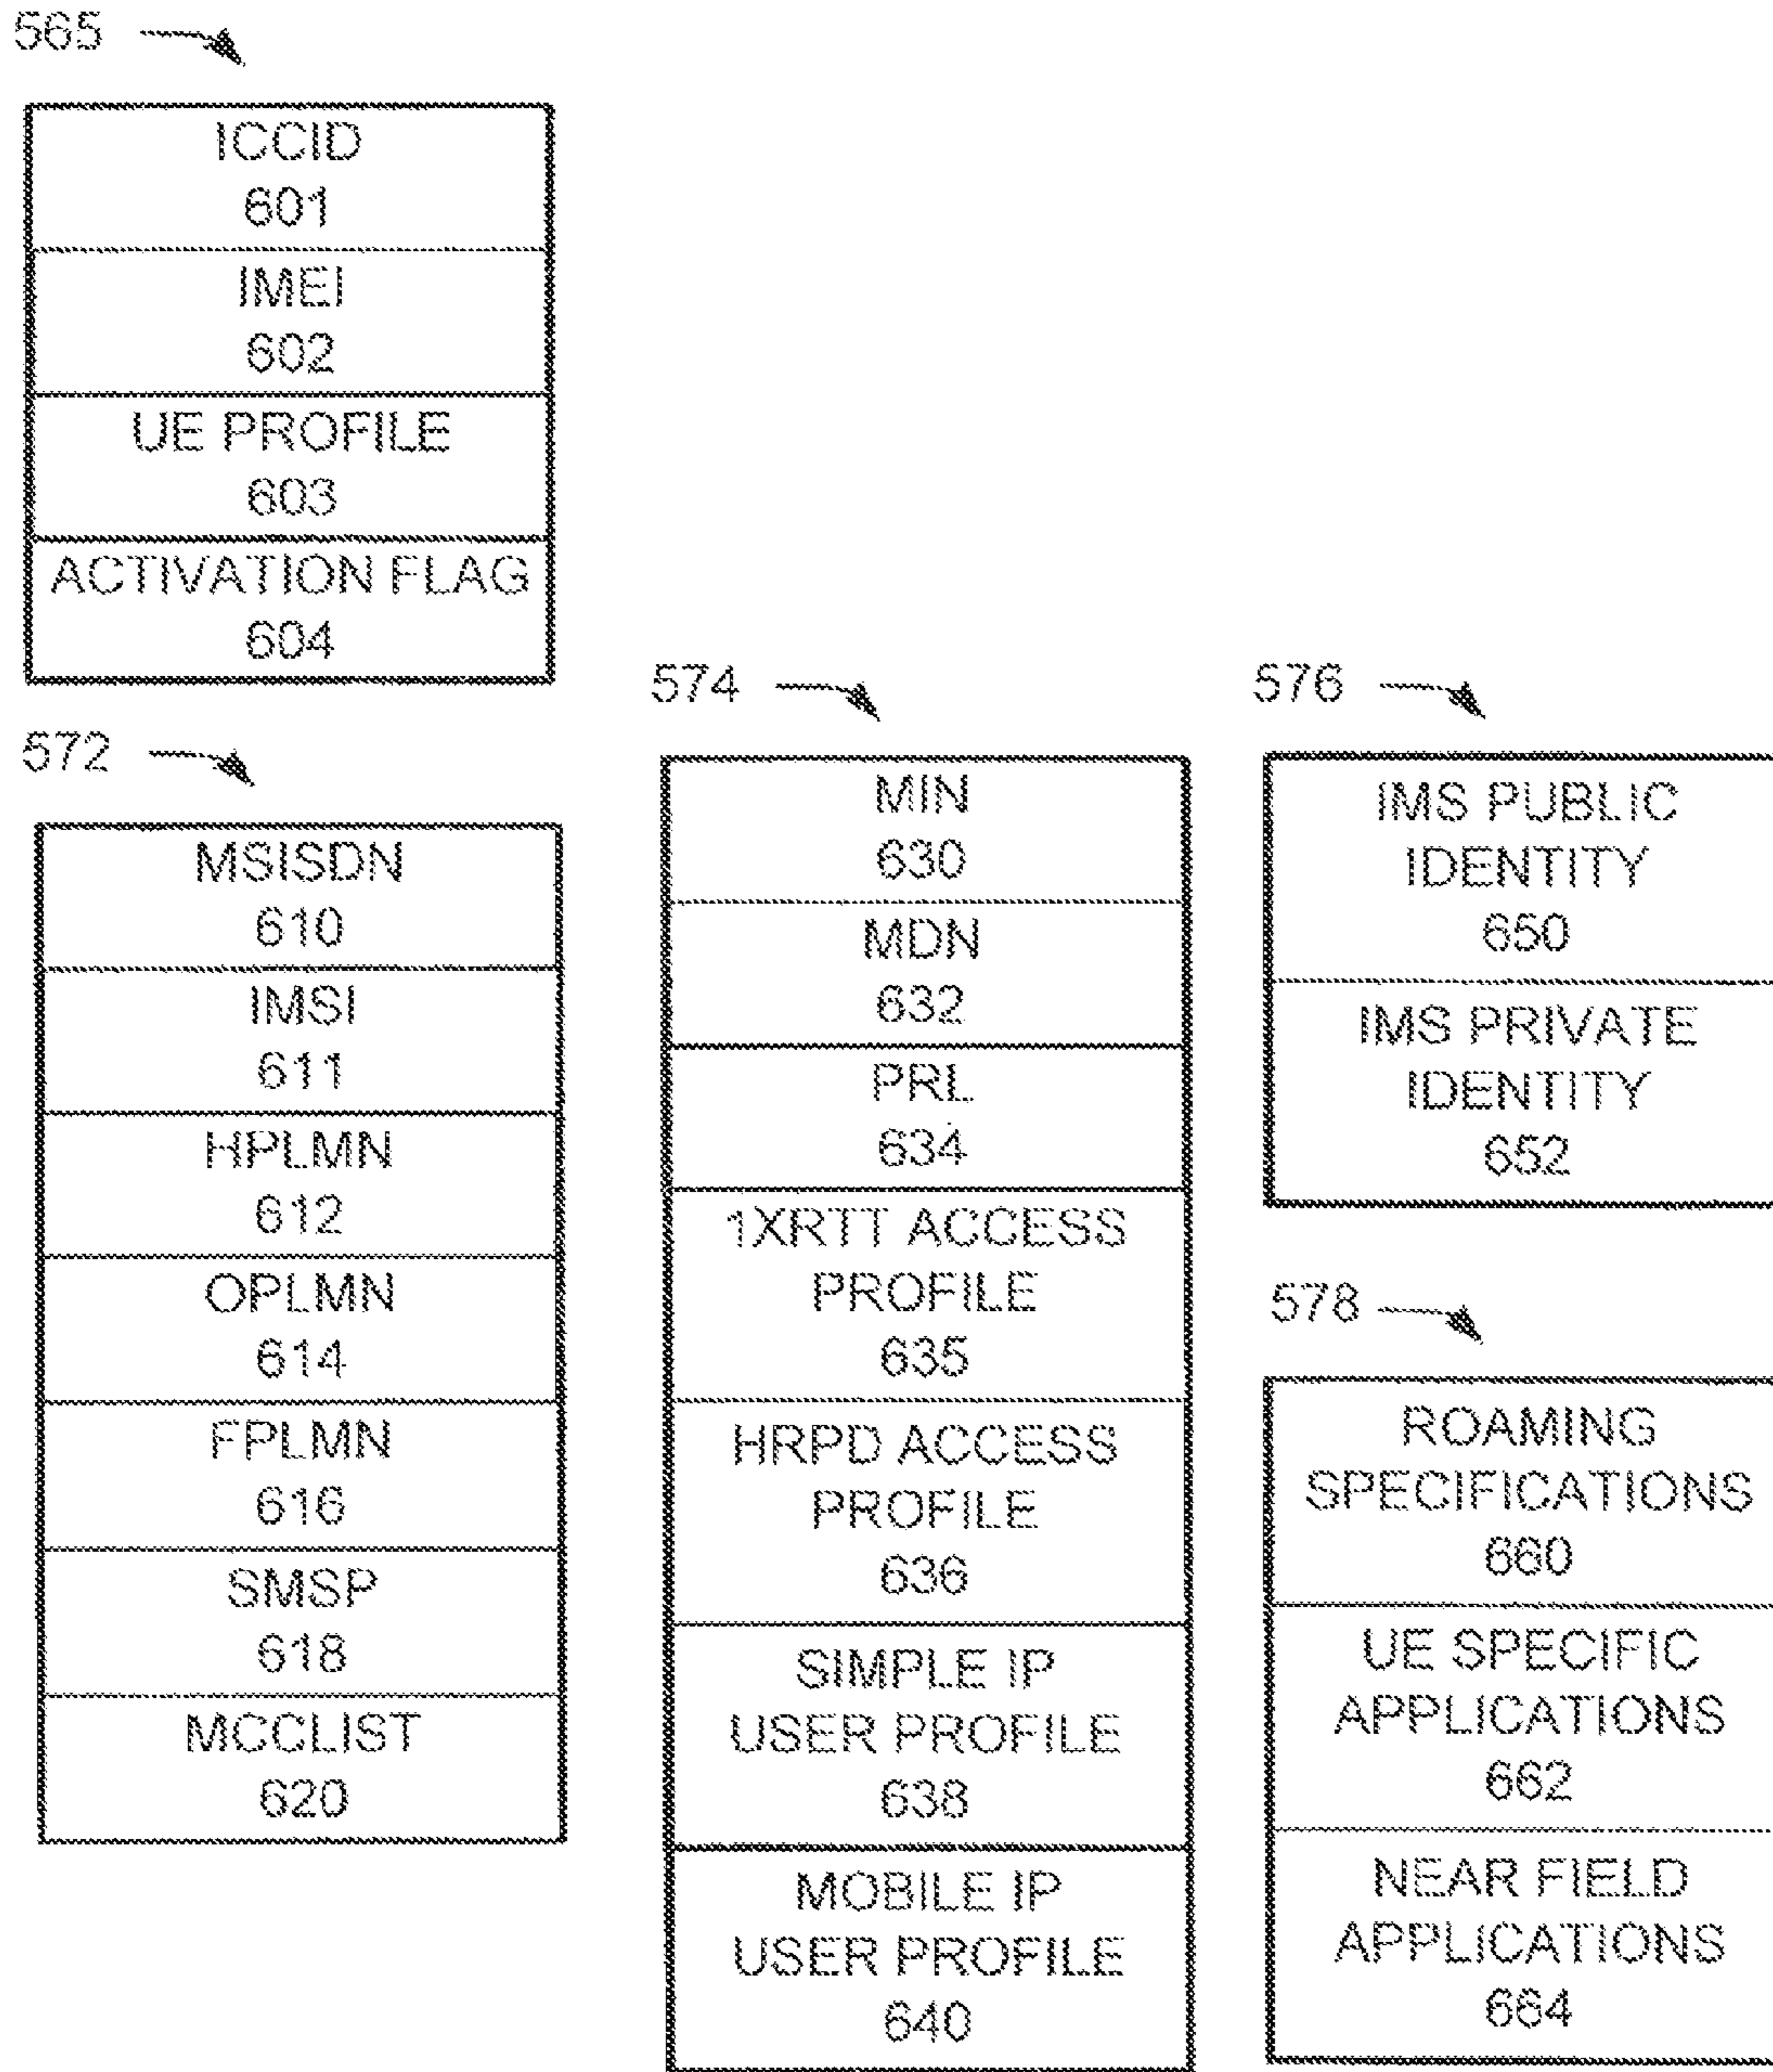 565
ICCID
601
IMEI
602
UE PROFILE
603
ACTIVATION FLAG
604
572
MSISDN
610
IMSI
611
HPLMN
612
OPLMN
614
FPLMN
616
SMSP
618
MCCLIST
620
574
MIN
630
MDN
632
PRL
634
1XRTT ACCESS
PROFILE
635
HRPD ACCESS
PROFILE
636
SIMPLE IP
USER PROFILE
638
MOBILE IP
USER PROFILE
640
576
IMS PUBLIC
IDENTITY
650
IMS PRIVATE
IDENTITY
652
578
ROAMING
SPECIFICATIONS
660
UE SPECIFIC
APPLICATIONS
662
NEAR FIELD
APPLICATIONS
664